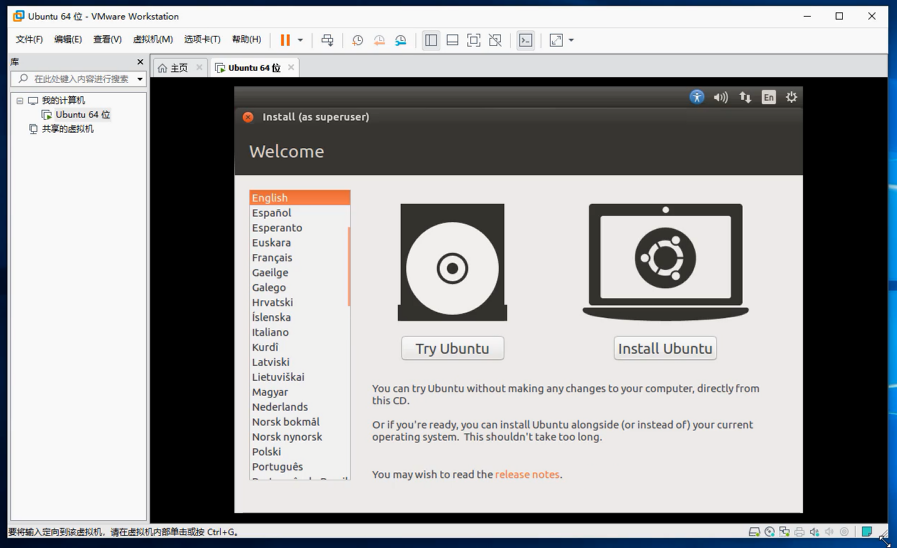 Ubuntu 64 位 - VMware Workstation
文件(F) 编辑(E) 查看(V) 虚拟机(M) 选项卡(T) 帮助(H)
库
主页
Ubuntu 64 位
在此处键入内容进行搜索
我的计算机
Ubuntu 64 位
共享的虚拟机
En
Install (as superuser)
Welcome
English
Español
Esperanto
Euskara
Français
Gaeilge
Galego
Hrvatski
Íslenska
Italiano
Kurdî
Latviski
Lietuviškai
Magyar
Nederlands
Norsk bokmål
Norsk nynorsk
Polski
Português
Try Ubuntu
Install Ubuntu
You can try Ubuntu without making any changes to your computer, directly from
this CD.
Or if you're ready, you can install Ubuntu alongside (or instead of) your current
operating system. This shouldn't take too long.
You may wish to read the release notes.
要将输入定向到该虚拟机，请在虚拟机内部单击或按 Ctrl+G。